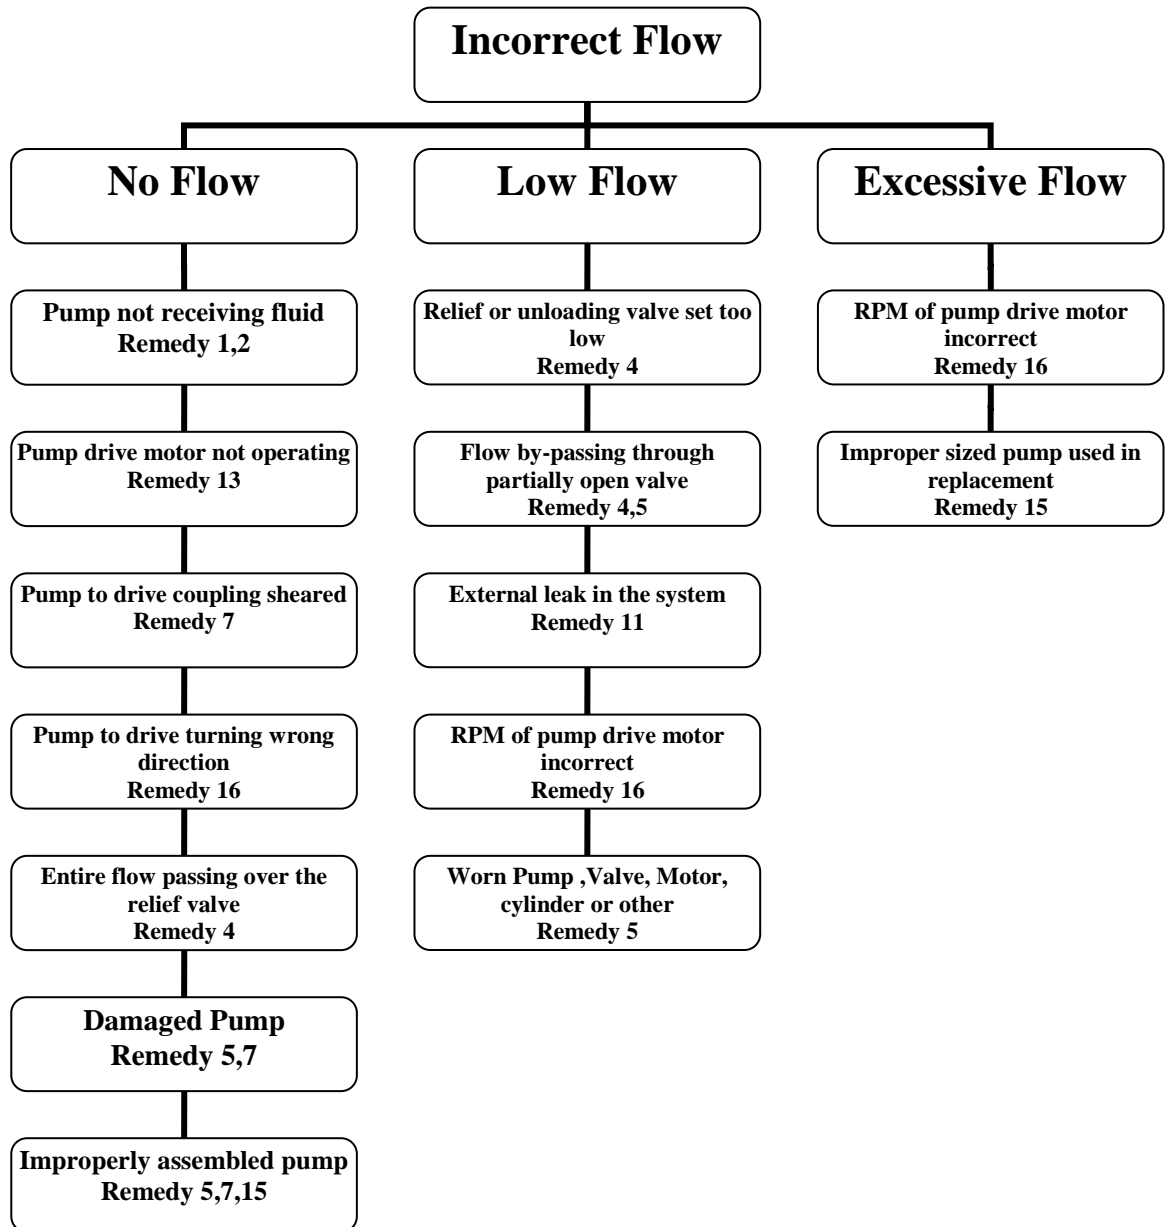 Incorrect Flow
No Flow
Low Flow
Excessive Flow
Pump not receiving fluid
Remedy 1,2
Pump drive motor not operating
Remedy 13
Pump to drive coupling sheared
Remedy 7
Pump to drive turning wrong
direction
Remedy 16
Entire flow passing over the
relief valve
Remedy 4
Damaged Pump
Remedy 5,7
Improperly assembled pump
Remedy 5,7,15
Relief or unloading valve set too
low
Remedy 4
Flow by-passing through
partially open valve
Remedy 4,5
External leak in the system
Remedy 11
RPM of pump drive motor
incorrect
Remedy 16
Worn Pump ,Valve, Motor,
cylinder or other
Remedy 5
RPM of pump drive motor
incorrect
Remedy 16
Improper sized pump used in
replacement
Remedy 15